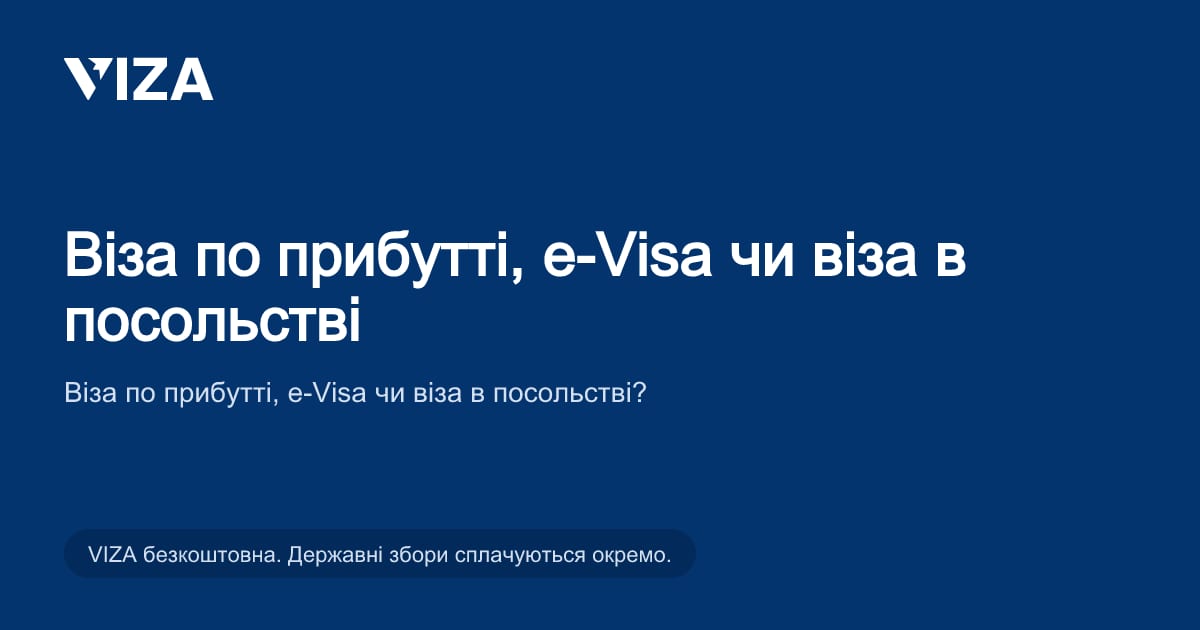 VIZA
Віза по прибутті, e-Visa чи віза в
посольстві
Віза по прибутті, e-Visa чи віза в посольстві?
VIZA безкоштовна. Державні збори сплачуються окремо.